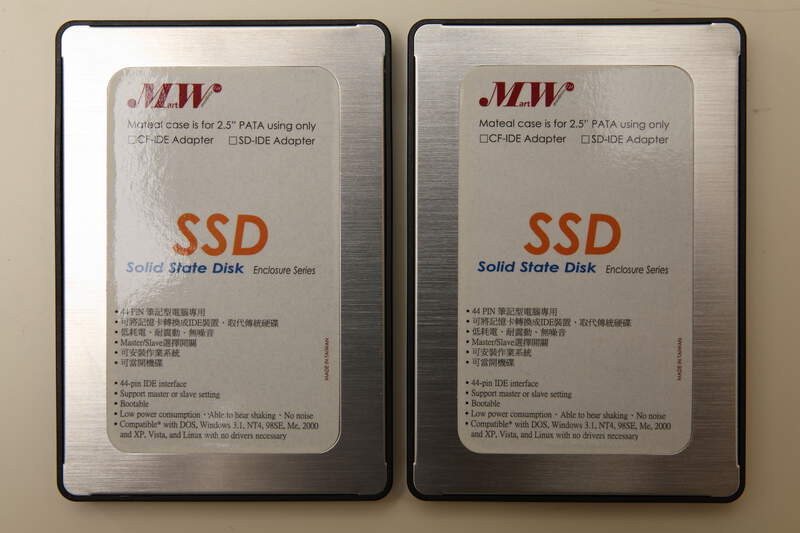 MW
art
Mateal case is for 2.5" PATA using only
□CF-IDE Adapter □SD-IDE Adapter
SSD
Solid State Disk Enclosure Series
• 44 PIN 筆記型電腦專用
• 可將記憶卡轉換成IDE裝置、取代傳統硬碟
• 低耗電、耐震動、無噪音
• Master/Slave選擇開關
• 可安裝作業系統
• 可當開機碟
MADE IN TAIWAN
• 44-pin IDE interface
• Support master or slave setting
• Bootable
• Low power consumption、Able to bear shaking、No noise
• Compatible* with DOS, Windows 3.1, NT4, 98SE, Me, 2000
and XP, Vista, and Linux with no drivers necessary
MW
art
Mateal case is for 2.5" PATA using only
□CF-IDE Adapter □SD-IDE Adapter
SSD
Solid State Disk Enclosure Series
• 44 PIN 筆記型電腦專用
• 可將記憶卡轉換成IDE裝置、取代傳統硬碟
• 低耗電、耐震動、無噪音
• Master/Slave選擇開關
• 可安裝作業系統
• 可當開機碟
MADE IN TAIWAN
• 44-pin IDE interface
• Support master or slave setting
• Bootable
• Low power consumption、Able to bear shaking、No noise
• Compatible* with DOS, Windows 3.1, NT4, 98SE, Me, 2000
and XP, Vista, and Linux with no drivers necessary